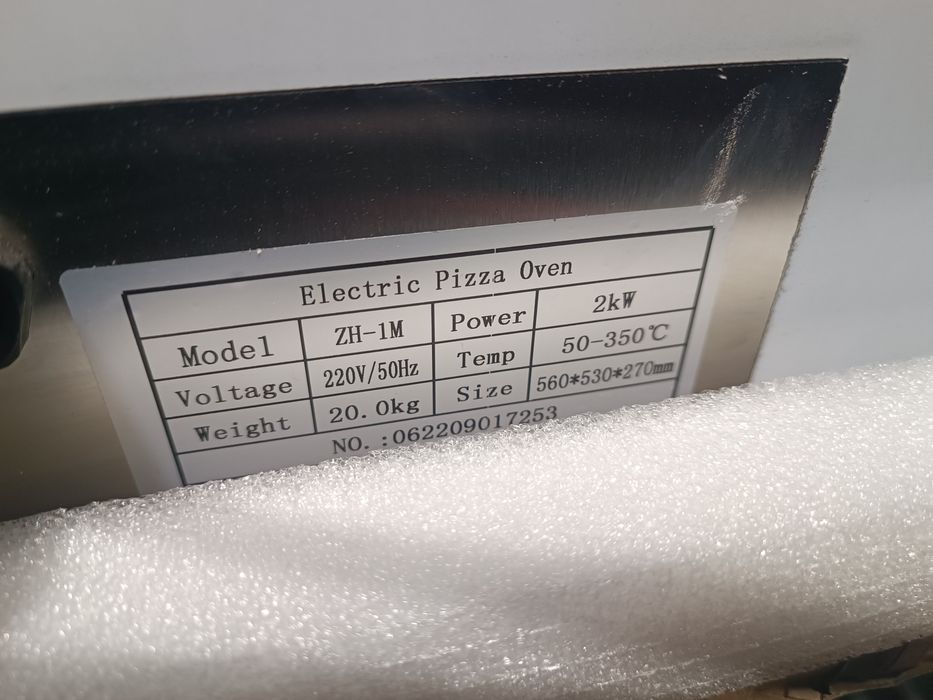 Electric Pizza Oven
Model ZH-1M Power 2kW
Voltage 220V/50Hz Temp 50-350℃
Weight 20.0kg Size 560*530*270mm
NO.:062209017253